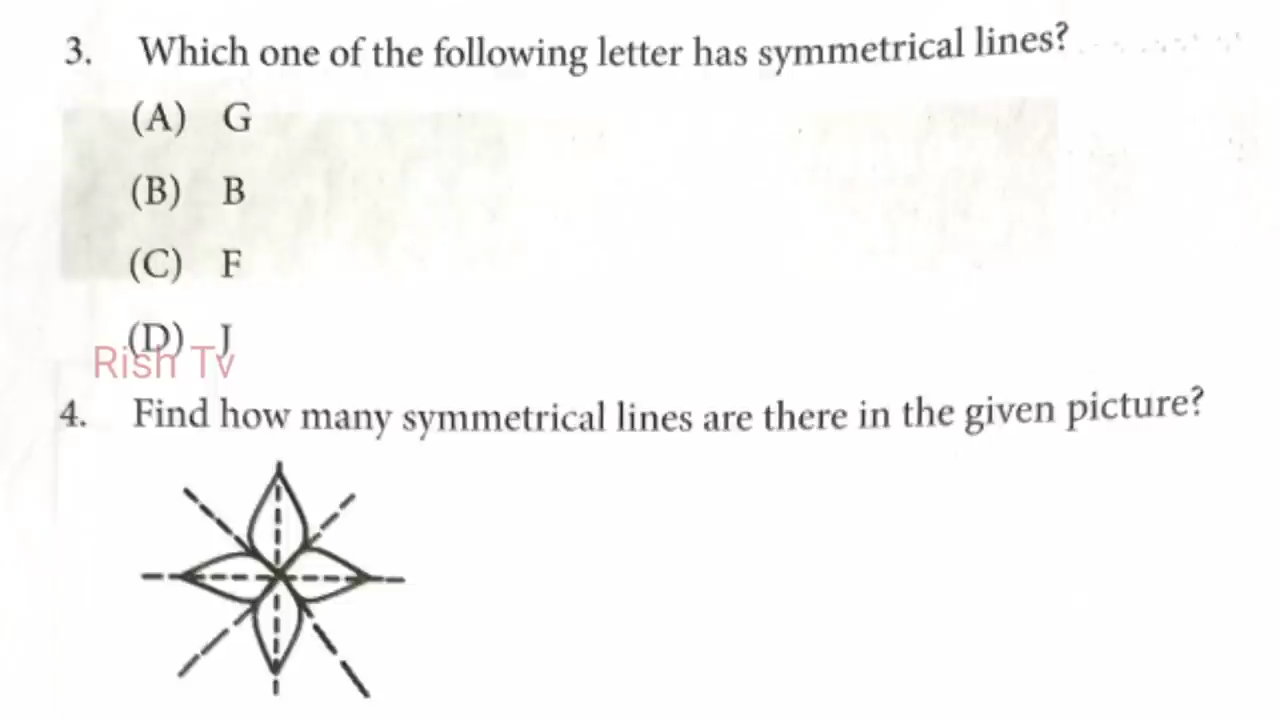 3. Which one of the following letter has symmetrical lines?
(A) G
(B) B
(C) F
(D) J
Rish Tv
4. Find how many symmetrical lines are there in the given picture?